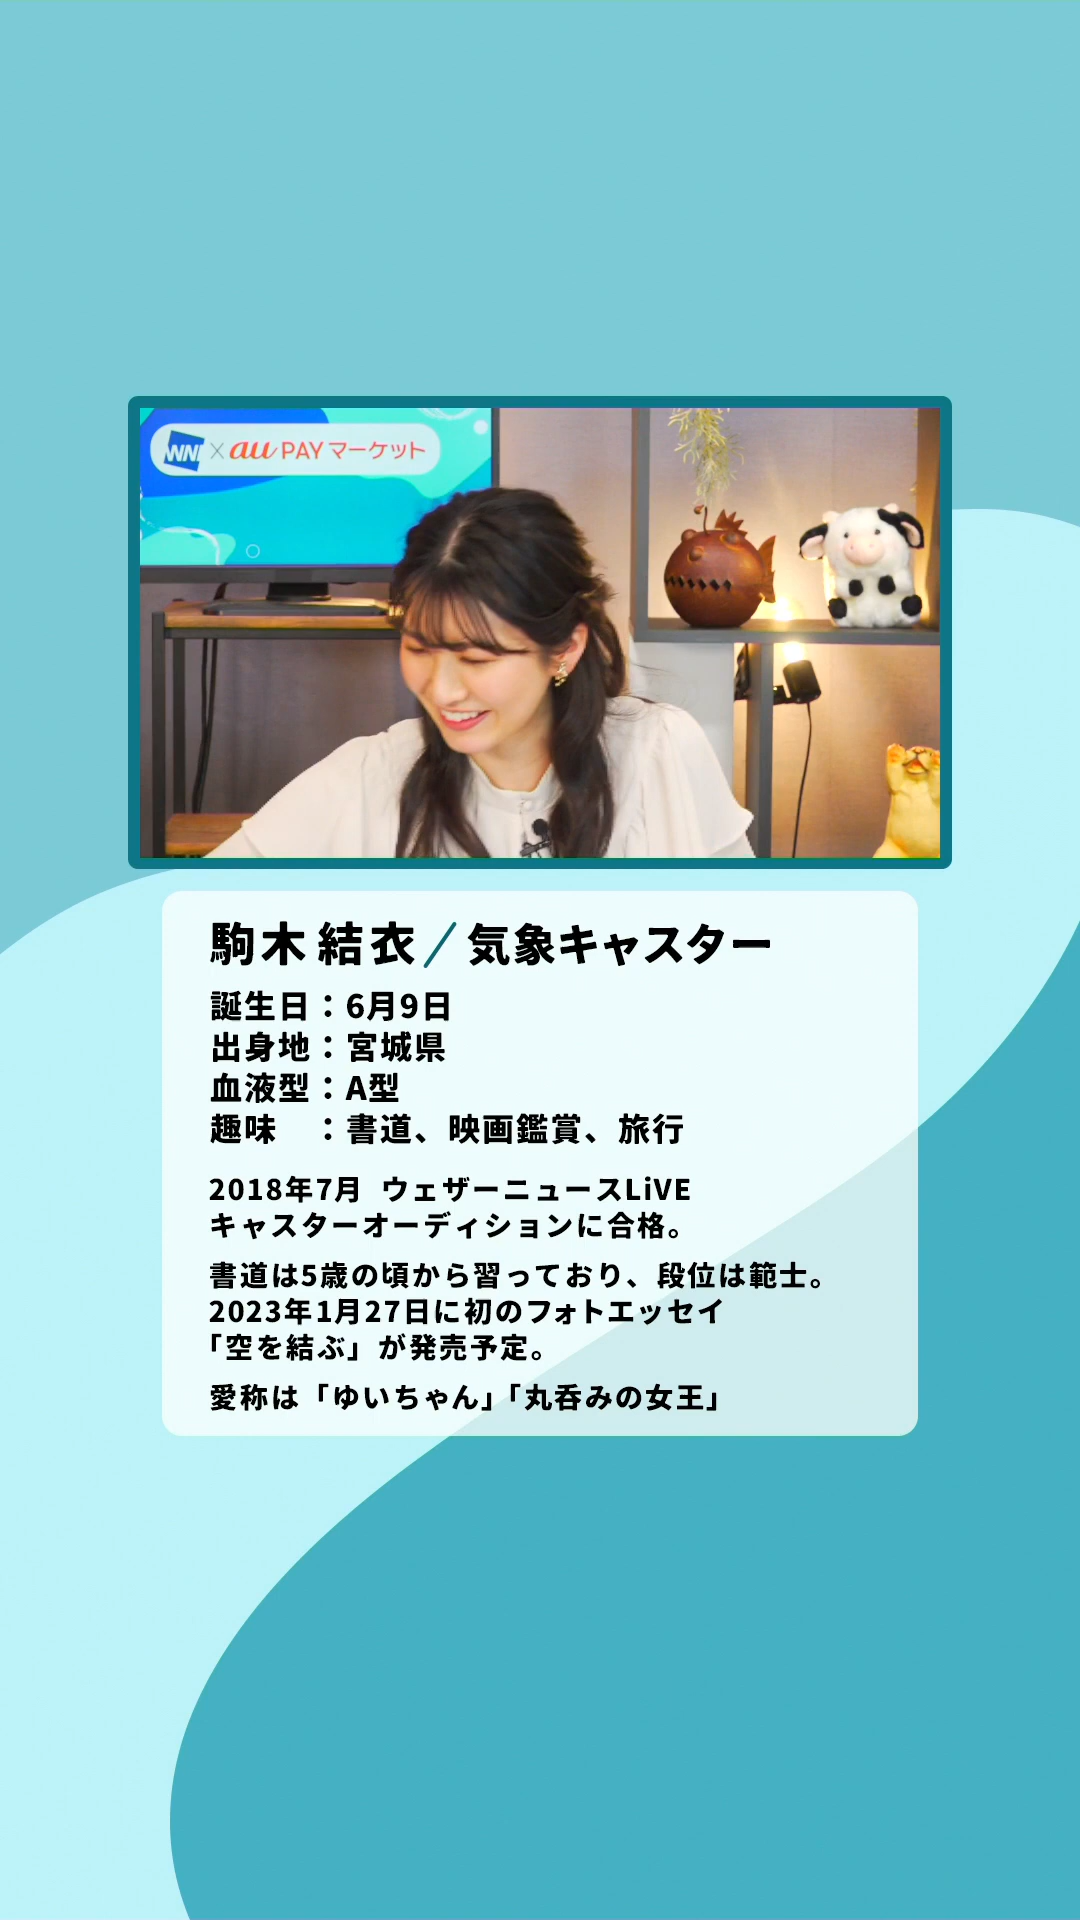 WNI×au PAY マーケット
駒木 結衣／気象キャスター
誕生日：6月9日
出身地：宮城県
血液型：A型
趣味　：書道、映画鑑賞、旅行
2018年7月 ウェザーニュースLiVE
キャスターオーディションに合格。
書道は5歳の頃から習っており、段位は範士。
2023年1月27日に初のフォトエッセイ
「空を結ぶ」が発売予定。
愛称は「ゆいちゃん」「丸呑みの女王」